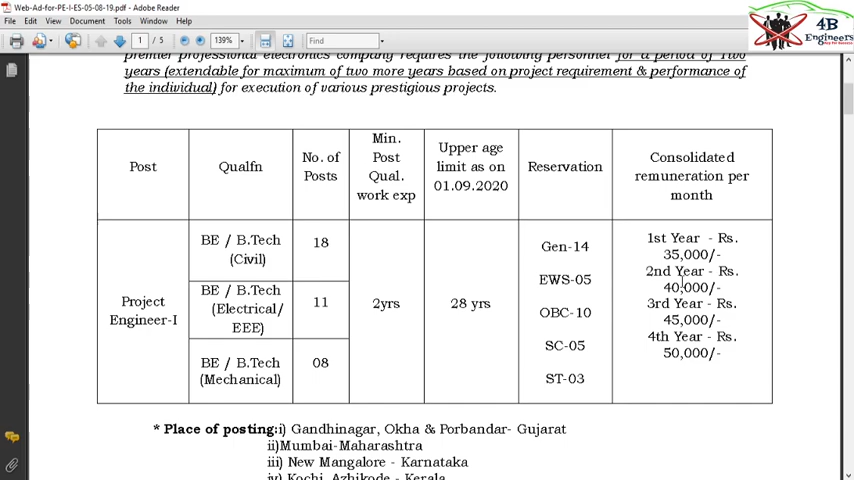 Web-Ad-for-PE-I-ES-05-08-19.pdf - Adobe Reader
File Edit View Document Tools Window Help
1 / 5 139% Find
4B
Engineers
premier professional electronics company requires the following personnel for a period of Two
years (extendable for maximum of two more years based on project requirement & performance of
the individual) for execution of various prestigious projects.
Post
Qualfn
No. of
Posts
Min.
Post
Qual.
work exp
Upper age
limit as on
01.09.2020
Reservation
Consolidated
remuneration per
month
Project
Engineer-I
BE / B.Tech
(Civil)
18
BE / B.Tech
(Electrical/
EEE)
11
BE / B.Tech
(Mechanical)
08
2yrs
28 yrs
Gen-14
EWS-05
OBC-10
SC-05
ST-03
1st Year - Rs.
35,000/-
2nd Year - Rs.
40,000/-
3rd Year - Rs.
45,000/-
4th Year - Rs.
50,000/-
* Place of posting:i) Gandhinagar, Okha & Porbandar- Gujarat
ii)Mumbai-Maharashtra
iii) New Mangalore - Karnataka
iv) Kochi, Azhikode - Kerala